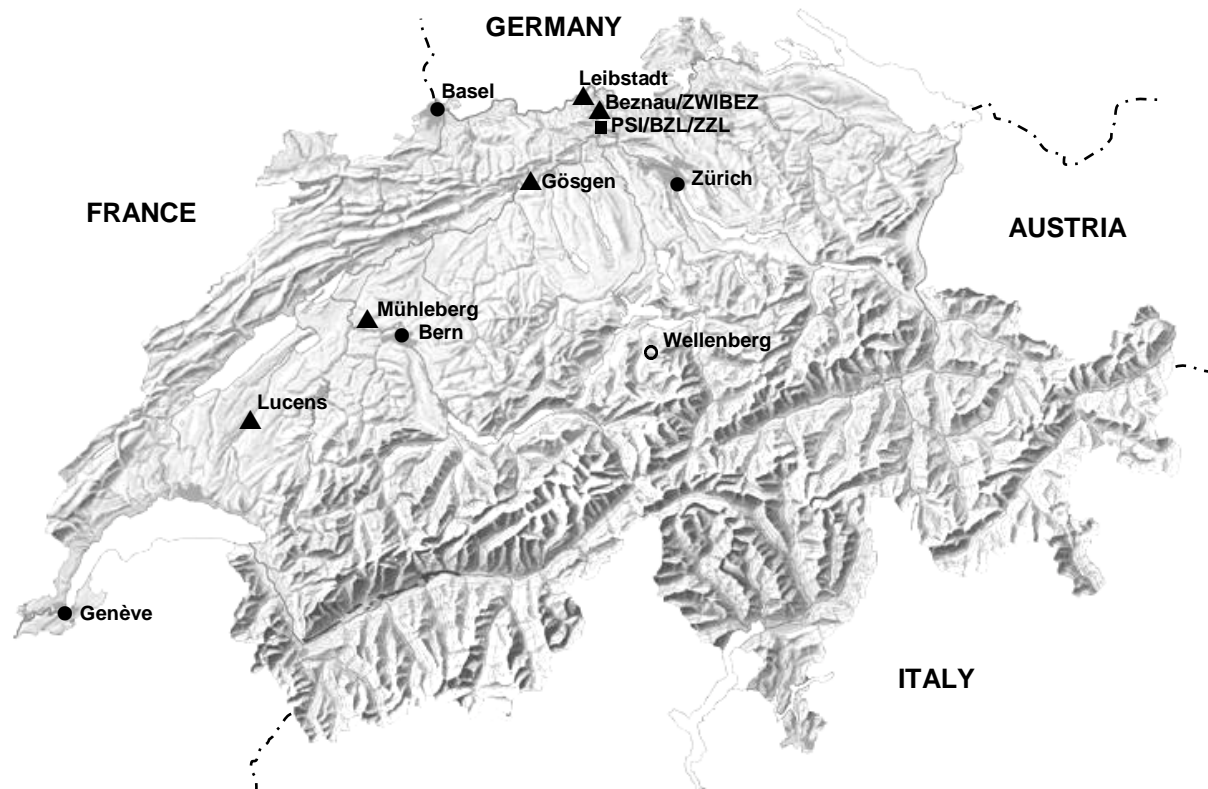 GERMANY
Leibstadt
Basel
Beznau/ZWIBEZ
PSI/BZL/ZZL
Gösgen
Zürich
FRANCE
AUSTRIA
Mühleberg
Bern
Wellenberg
Lucens
Genève
ITALY